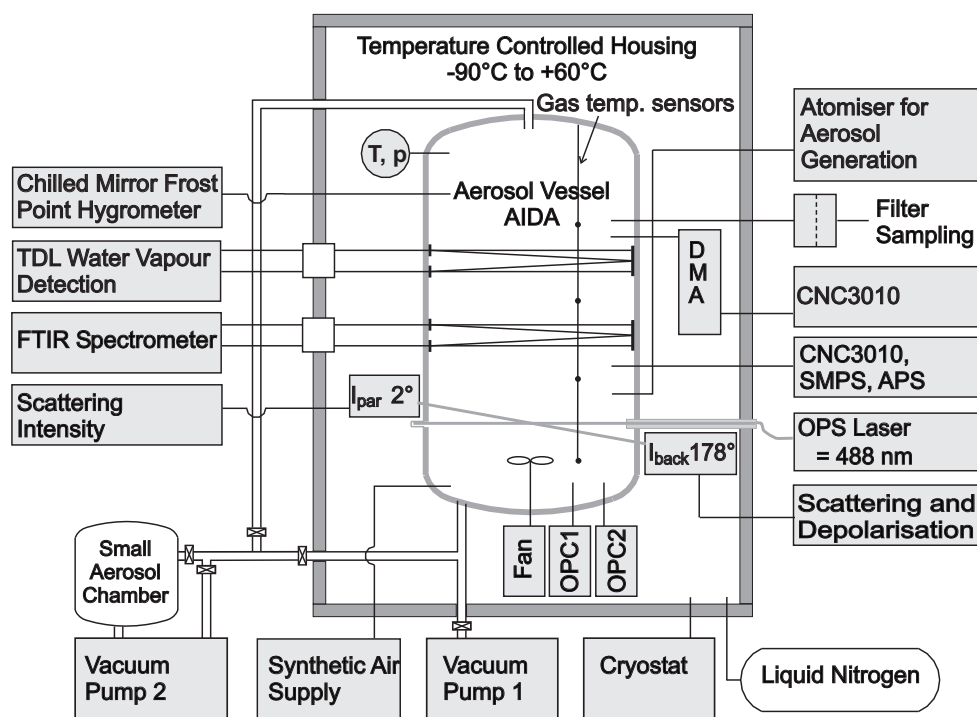 Temperature Controlled Housing
-90°C to +60°C
Gas temp. sensors
T, p
Aerosol Vessel
AIDA
Chilled Mirror Frost
Point Hygrometer
TDL Water Vapour
Detection
FTIR Spectrometer
Scattering
Intensity
Ipar 2°
Iback178°
Atomiser for
Aerosol
Generation
Filter
Sampling
D
M
A
CNC3010
CNC3010,
SMPS, APS
OPS Laser
= 488 nm
Scattering and
Depolarisation
Fan
OPC1
OPC2
Small
Aerosol
Chamber
Vacuum
Pump 2
Synthetic Air
Supply
Vacuum
Pump 1
Cryostat
Liquid Nitrogen